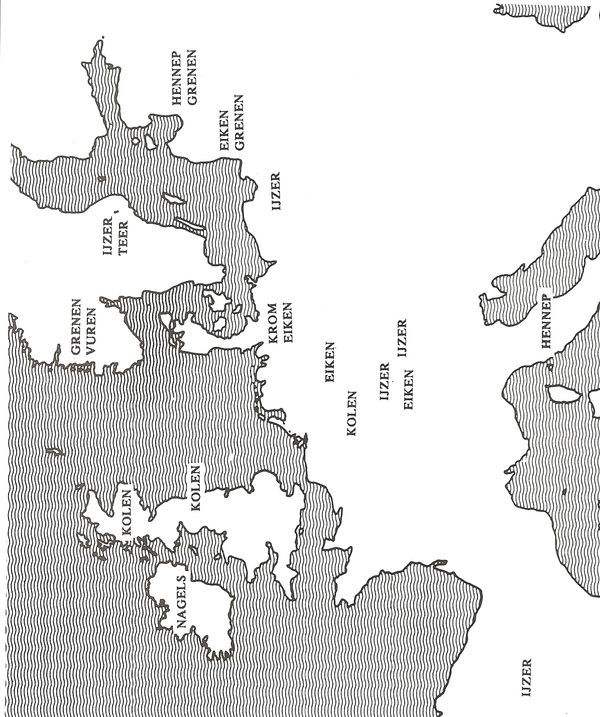 GRENEN
VUREN
IJZER
TEER
KOLEN
HENNEP
GRENEN
NAGELS
KOLEN
EIKEN
GRENEN
KROM
EIKEN
IJZER
EIKEN
KOLEN
IJZER
EIKEN
IJZER
IJZER
HENNEP